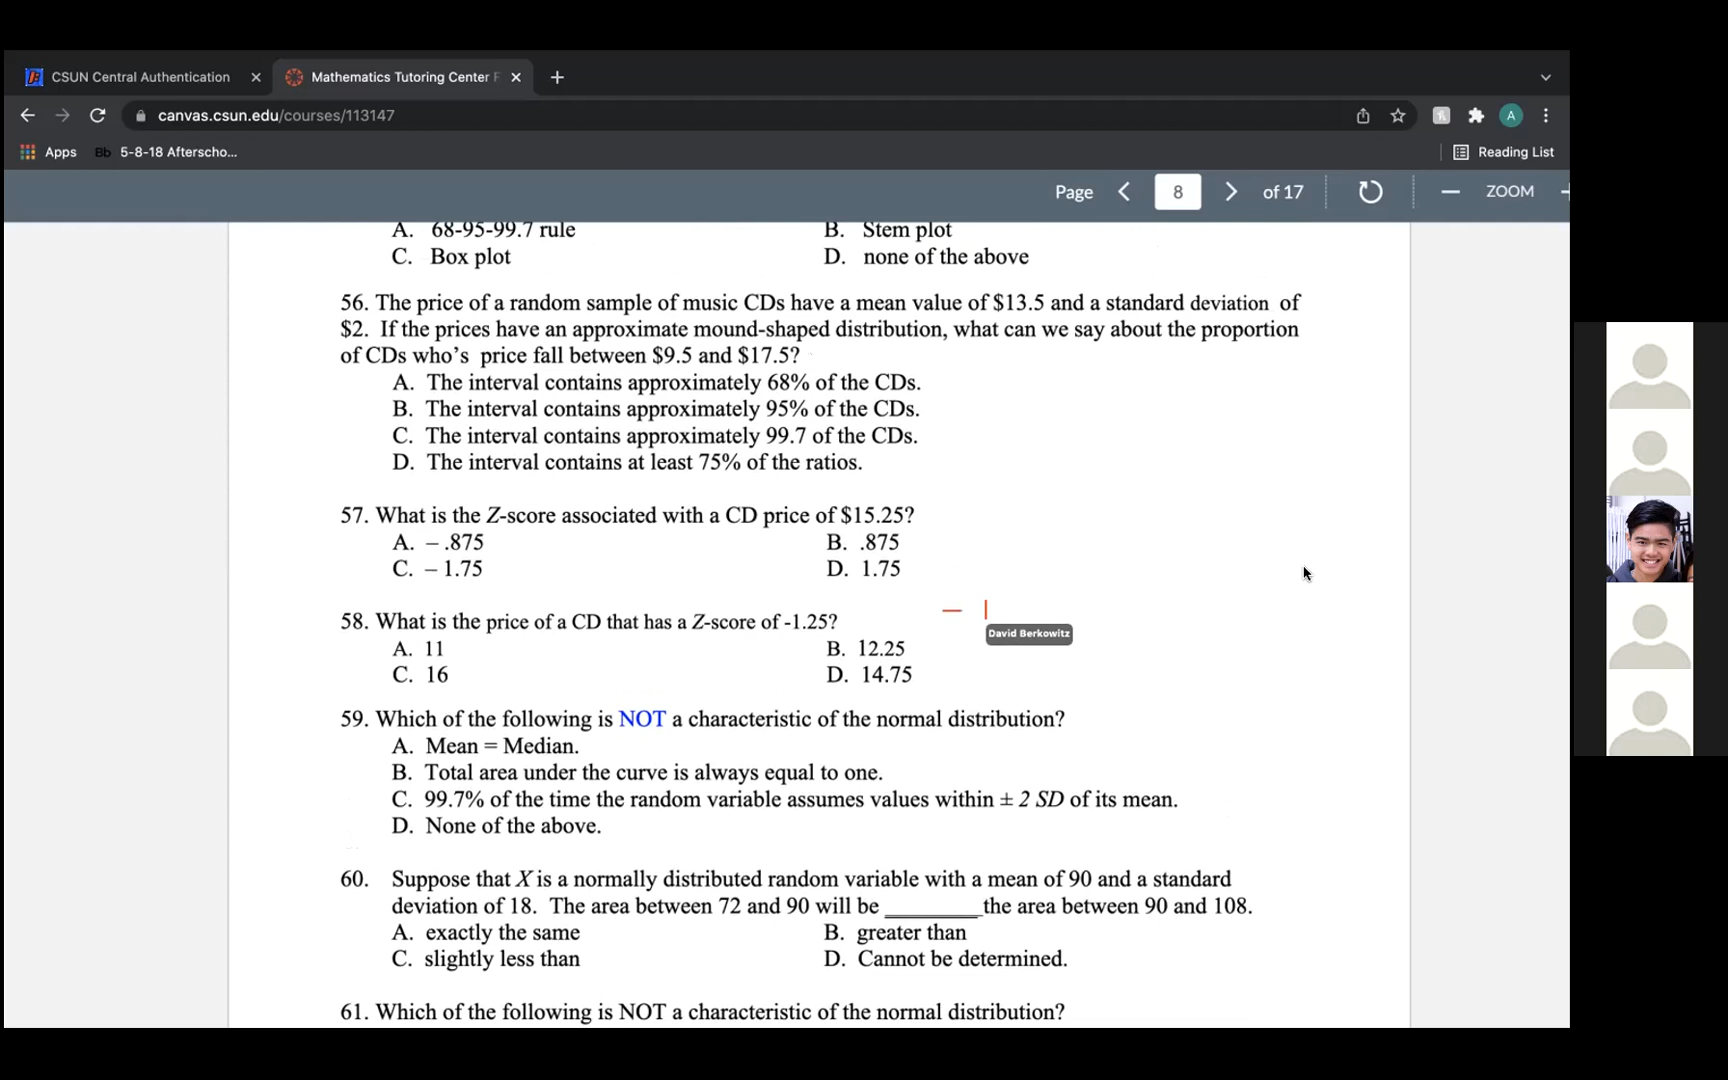 CSUN Central Authentication
Mathematics Tutoring Center F
canvas.csun.edu/courses/113147
A
Apps
Bb 5-8-18 Afterscho...
Reading List
Page 8 of 17 ZOOM
A. 68-95-99.7 rule B. Stem plot
C. Box plot D. none of the above
56. The price of a random sample of music CDs have a mean value of $13.5 and a standard deviation of
$2. If the prices have an approximate mound-shaped distribution, what can we say about the proportion
of CDs who's price fall between $9.5 and $17.5?
A. The interval contains approximately 68% of the CDs.
B. The interval contains approximately 95% of the CDs.
C. The interval contains approximately 99.7 of the CDs.
D. The interval contains at least 75% of the ratios.
57. What is the Z-score associated with a CD price of $15.25?
A. – .875 B. .875
C. – 1.75 D. 1.75
58. What is the price of a CD that has a Z-score of -1.25?
David Berkowitz
A. 11 B. 12.25
C. 16 D. 14.75
59. Which of the following is NOT a characteristic of the normal distribution?
A. Mean = Median.
B. Total area under the curve is always equal to one.
C. 99.7% of the time the random variable assumes values within ± 2 SD of its mean.
D. None of the above.
60. Suppose that X is a normally distributed random variable with a mean of 90 and a standard
deviation of 18. The area between 72 and 90 will be _________the area between 90 and 108.
A. exactly the same B. greater than
C. slightly less than D. Cannot be determined.
61. Which of the following is NOT a characteristic of the normal distribution?